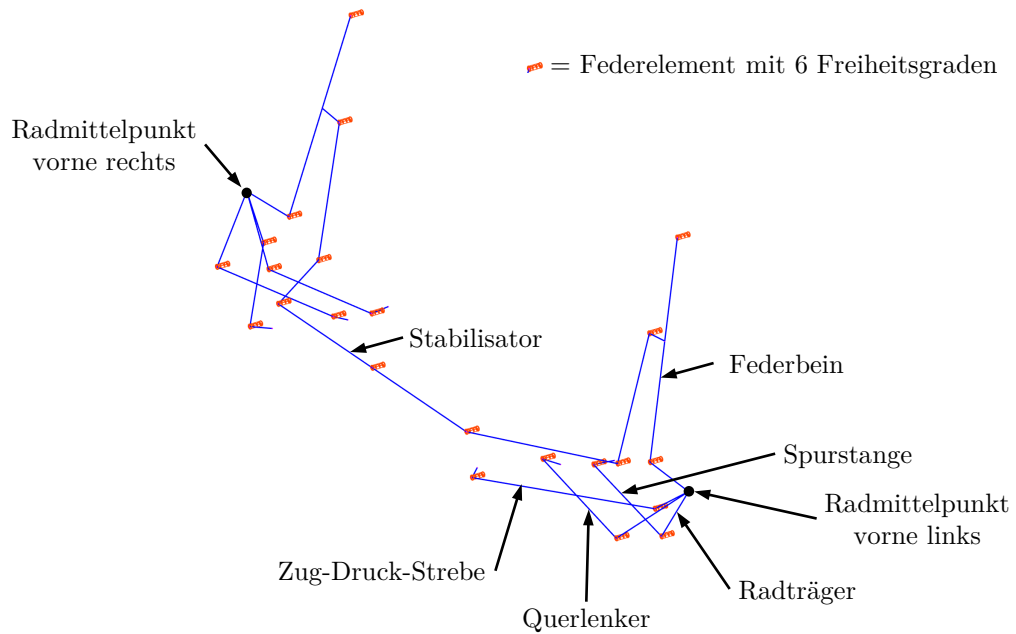 = Federelement mit 6 Freiheitsgraden
Radmittelpunkt
vorne rechts
Stabilisator
Federbein
Spurstange
Radmittelpunkt
vorne links
Zug-Druck-Strebe
Radträger
Querlenker